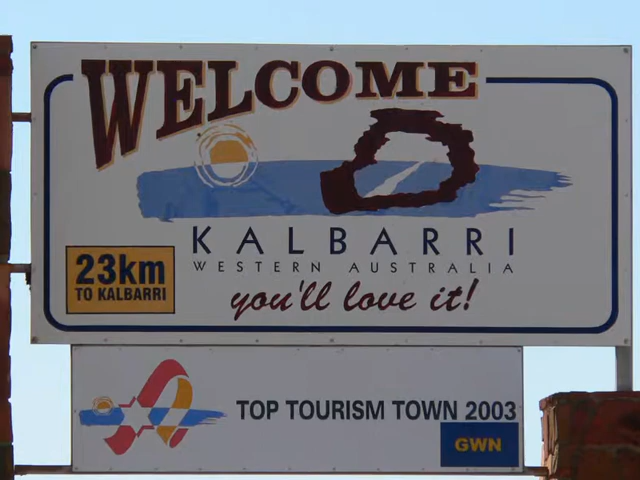 WELCOME
KALBARRI
WESTERN AUSTRALIA
23km
TO KALBARRI
you'll love it!
TOP TOURISM TOWN 2003
GWN